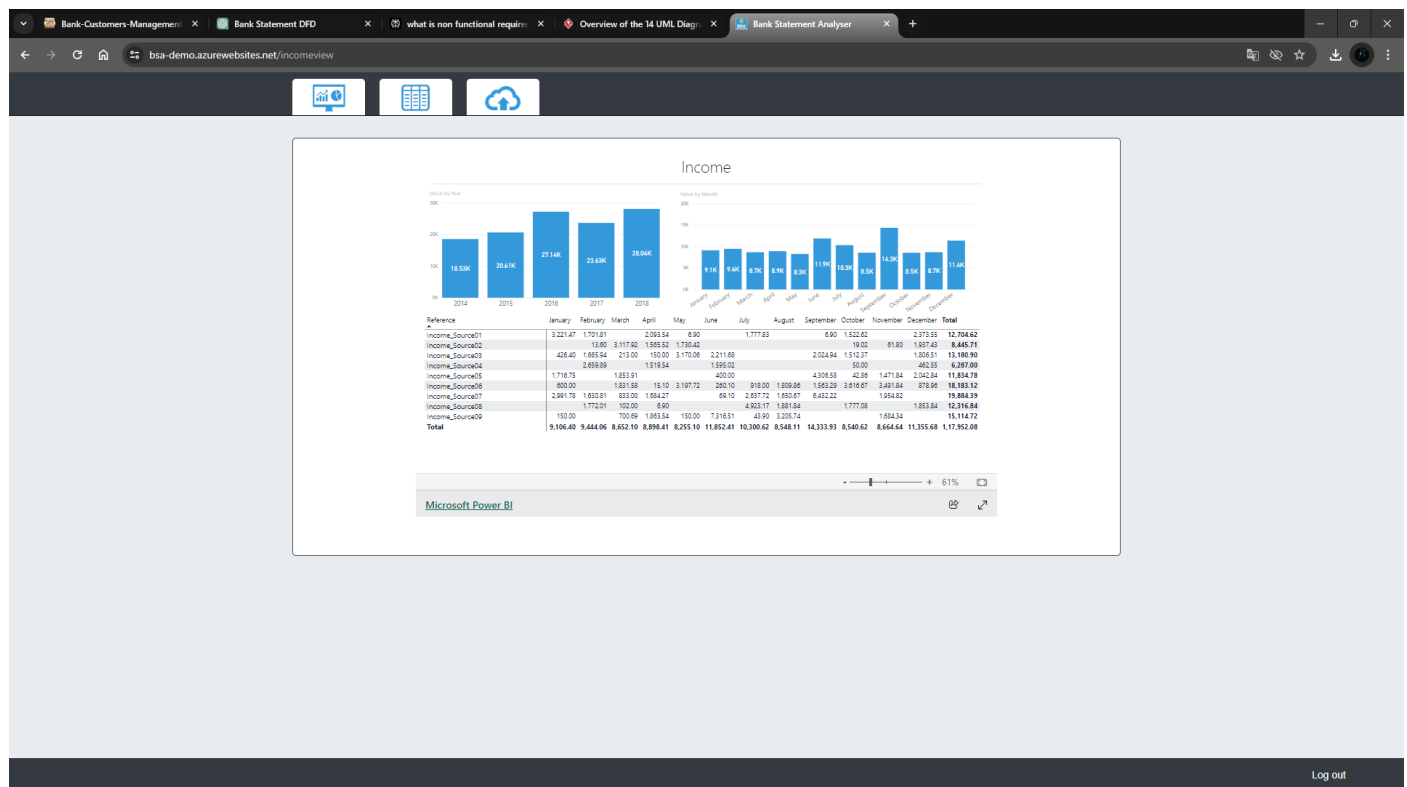 Bank-Customers-Management
Bank Statement DFD
what is non functional require
Overview of the 14 UML Diagr
Bank Statement Analyser
bsa-demo.azurewebsites.net/incomeview
Income
Value by Year
30K
20K
10K
0K
18.53K 20.61K 27.14K 23.63K 28.04K
2014 2015 2016 2017 2018
Value by Month
20K
15K
10K
5K
0K
9.1K 9.4K 8.7K 8.9K 8.3K 11.9K 10.3K 8.5K 14.3K 8.5K 8.7K 11.4K
January February March April May June July August September October November December
Reference January February March April May June July August September October November December Total
Income_Source01 3,221.47 1,701.81 2,093.54 6.90 1,777.83 6.90 1,522.62 2,373.55 12,704.62
Income_Source02 13.60 3,117.92 1,565.52 1,730.42 19.02 61.80 1,937.43 8,445.71
Income_Source03 426.40 1,665.94 213.00 150.00 3,170.06 2,211.68 2,024.94 1,512.37 1,806.51 13,180.90
Income_Source04 2,659.89 1,519.54 1,595.02 50.00 462.55 6,287.00
Income_Source05 1,716.75 1,853.91 400.00 4,306.58 42.86 1,471.84 2,042.84 11,834.78
Income_Source06 600.00 1,831.58 15.10 3,197.72 260.10 918.00 1,809.86 1,563.29 3,616.67 3,491.84 878.96 18,183.12
Income_Source07 2,991.78 1,630.81 833.00 1,684.27 69.10 2,637.72 1,650.67 6,432.22 1,954.82 19,884.39
Income_Source08 1,772.01 102.00 6.90 4,923.17 1,881.84 1,777.08 1,853.84 12,316.84
Income_Source09 150.00 700.69 1,863.54 150.00 7,316.51 43.90 3,205.74 1,684.34 15,114.72
Total 9,106.40 9,444.06 8,652.10 8,898.41 8,255.10 11,852.41 10,300.62 8,548.11 14,333.93 8,540.62 8,664.64 11,355.68 1,17,952.08
- + 61%
Microsoft Power BI
Log out